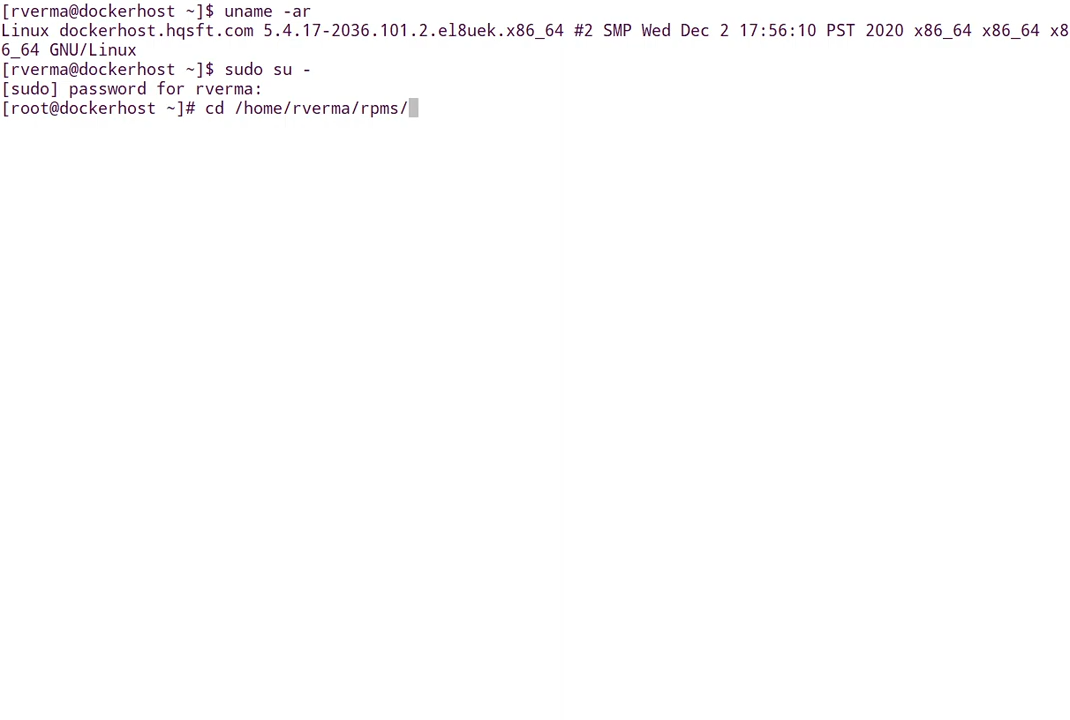 [rverma@dockerhost ~]$ uname -ar
Linux dockerhost.hqsft.com 5.4.17-2036.101.2.el8uek.x86_64 #2 SMP Wed Dec 2 17:56:10 PST 2020 x86_64 x86_64 x8
6_64 GNU/Linux
[rverma@dockerhost ~]$ sudo su -
[sudo] password for rverma:
[root@dockerhost ~]# cd /home/rverma/rpms/